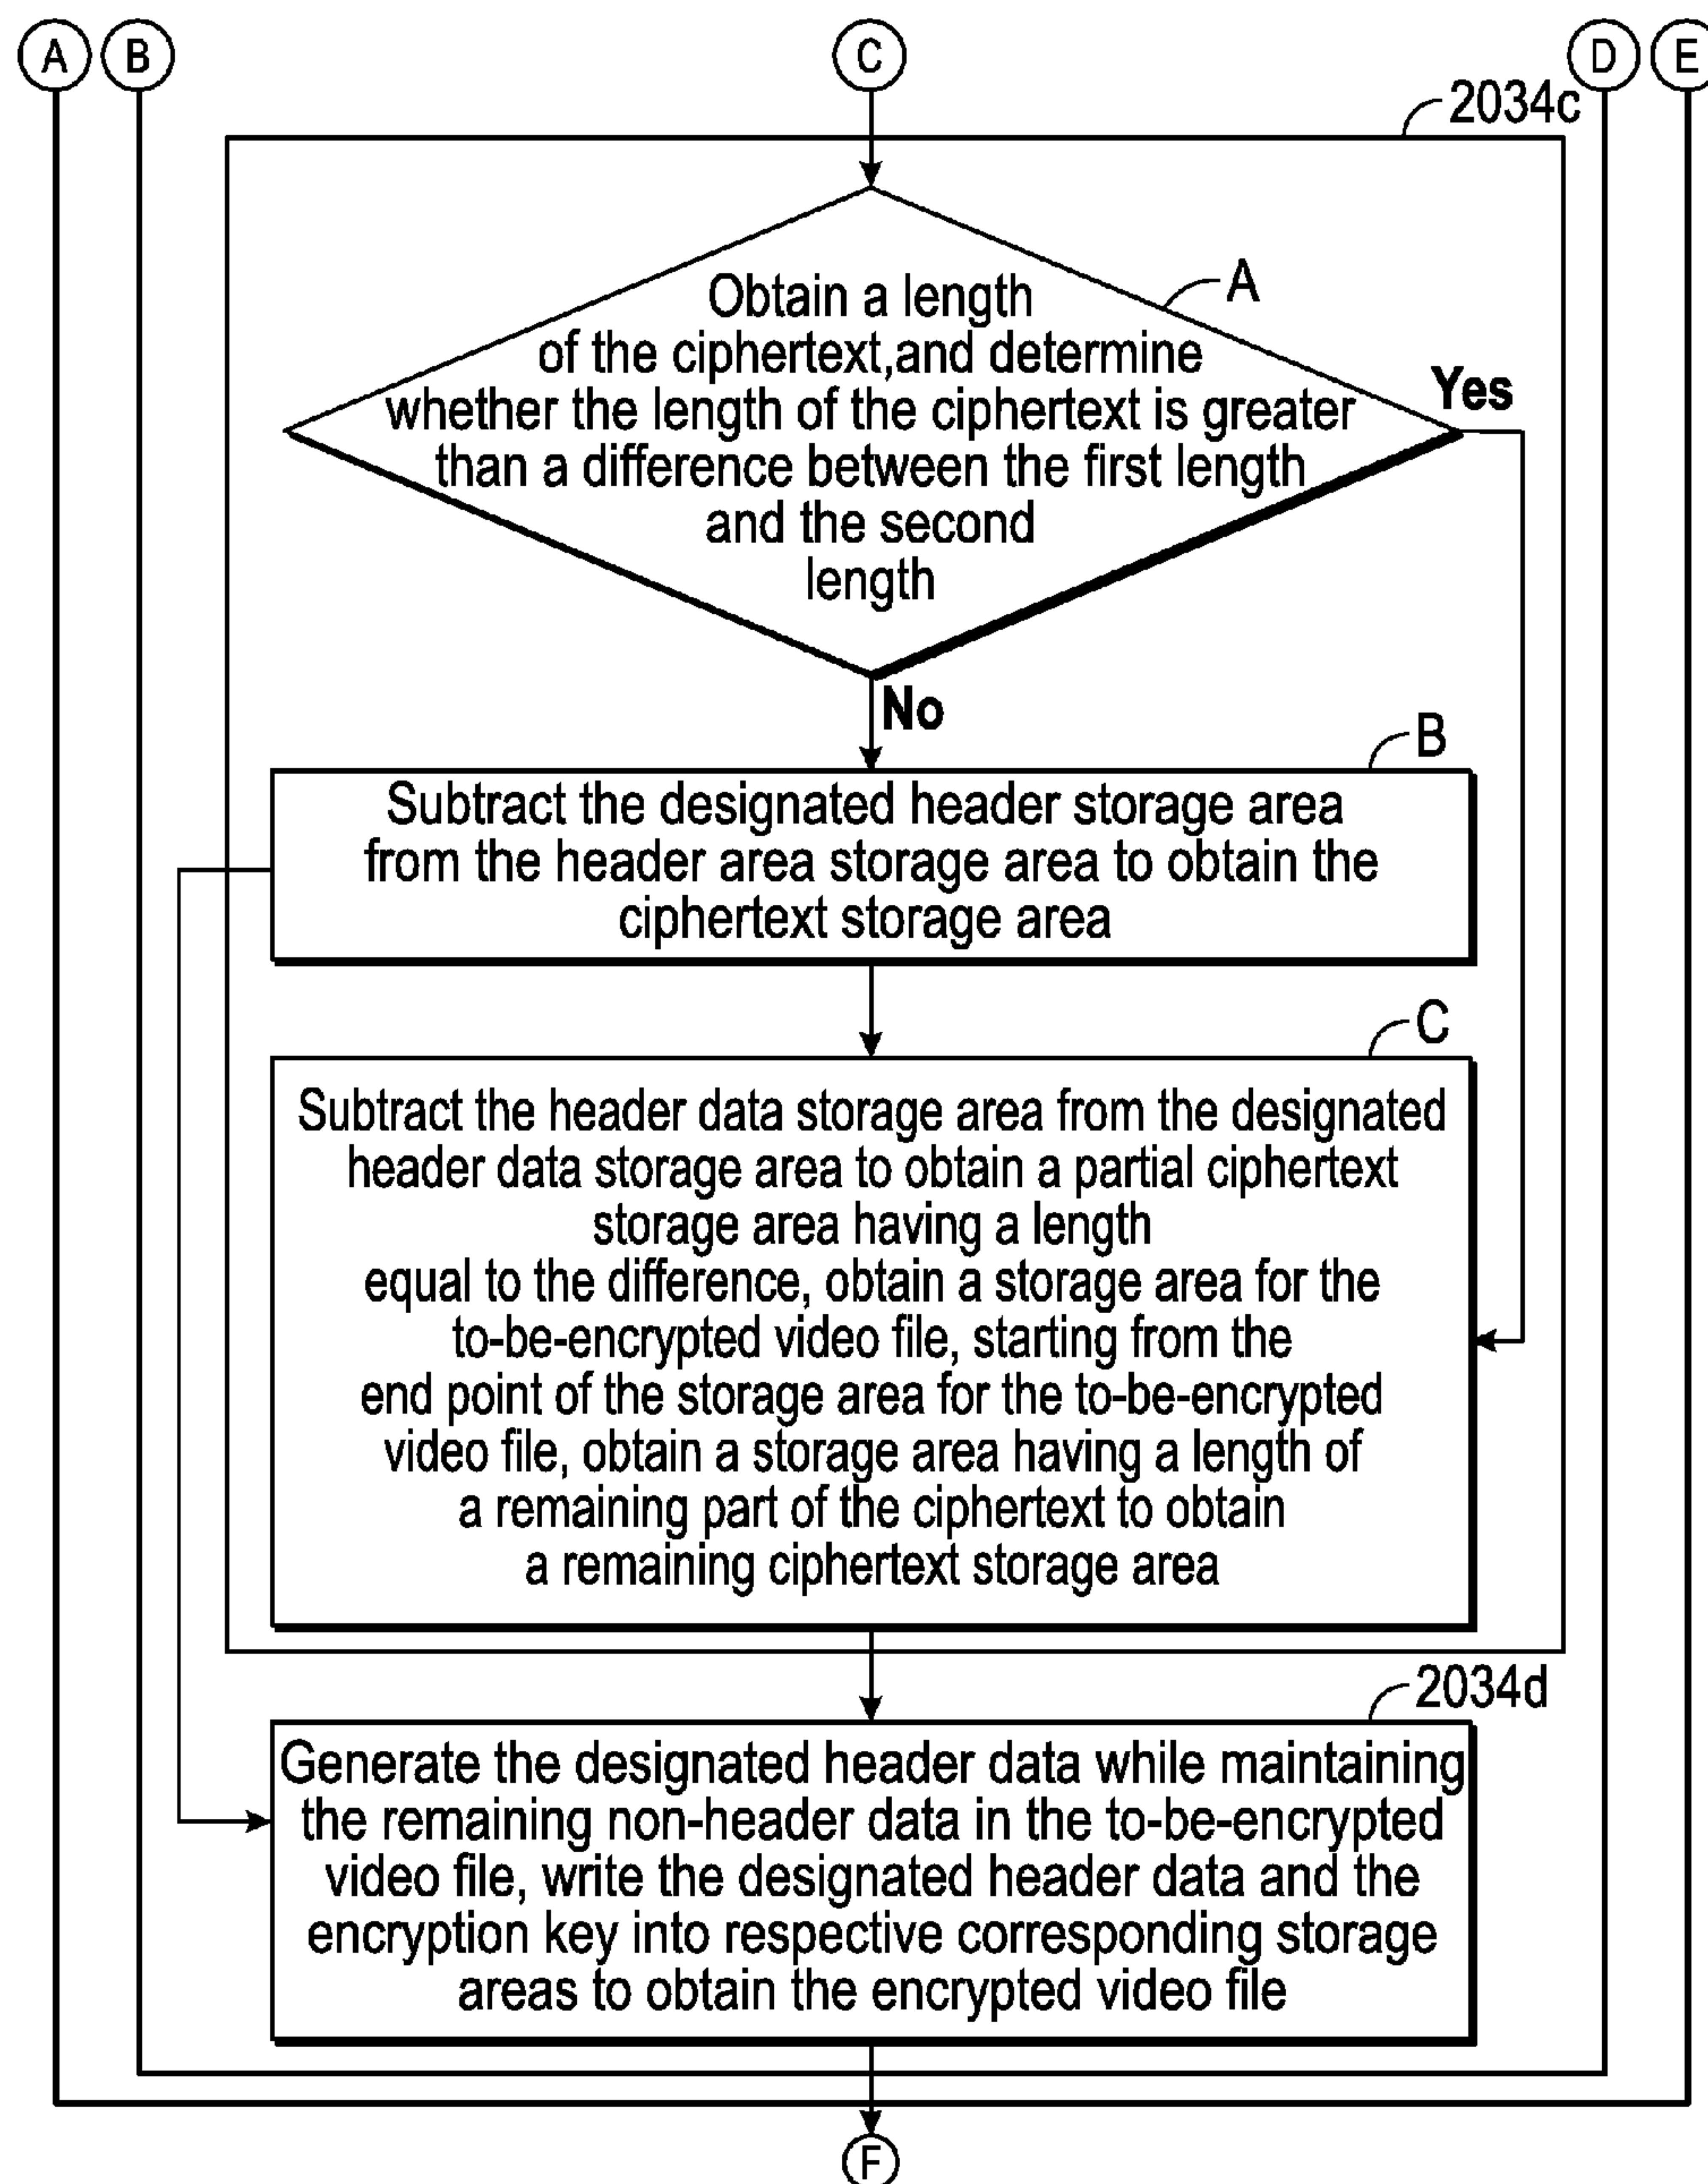 A
B
C
D
E
2034c
A
Obtain a length
of the ciphertext,and determine
whether the length of the ciphertext is greater
than a difference between the first length
and the second
length
Yes
No
B
Subtract the designated header storage area
from the header area storage area to obtain the
ciphertext storage area
C
Subtract the header data storage area from the designated
header data storage area to obtain a partial ciphertext
storage area having a length
equal to the difference, obtain a storage area for the
to-be-encrypted video file, starting from the
end point of the storage area for the to-be-encrypted
video file, obtain a storage area having a length of
a remaining part of the ciphertext to obtain
a remaining ciphertext storage area
2034d
Generate the designated header data while maintaining
the remaining non-header data in the to-be-encrypted
video file, write the designated header data and the
encryption key into respective corresponding storage
areas to obtain the encrypted video file
F